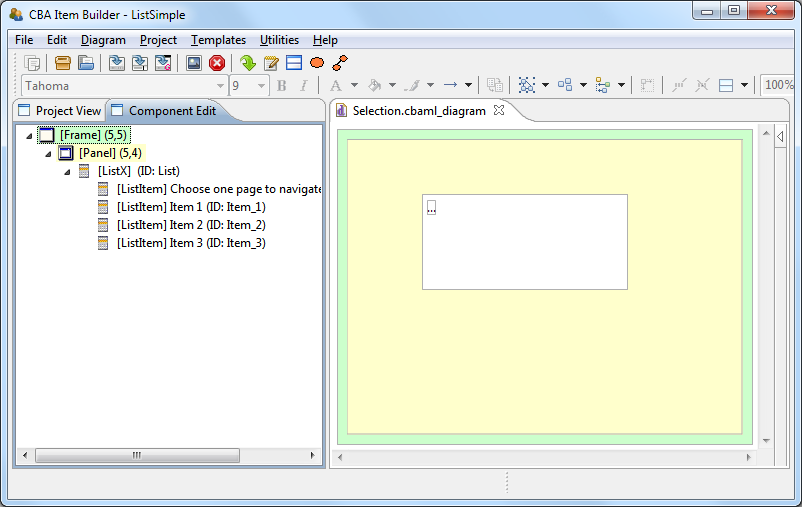 CBA Item Builder - ListSimple
File Edit Diagram Project Templates Utilities Help
Tahoma 9 B I A 100%
Project View Component Edit
Selection.cbaml_diagram
[Frame] (5,5)
[Panel] (5,4)
[ListX] (ID: List)
[ListItem] Choose one page to navigate
[ListItem] Item 1 (ID: Item_1)
[ListItem] Item 2 (ID: Item_2)
[ListItem] Item 3 (ID: Item_3)
...